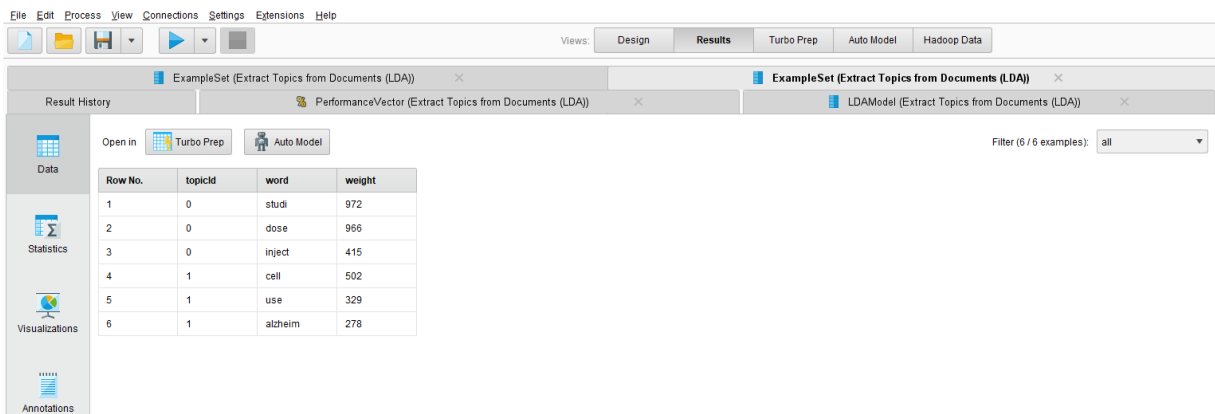 File Edit Process View Connections Settings Extensions Help
Views: Design Results Turbo Prep Auto Model Hadoop Data
ExampleSet (Extract Topics from Documents (LDA)) ExampleSet (Extract Topics from Documents (LDA))
Result History PerformanceVector (Extract Topics from Documents (LDA)) LDAModel (Extract Topics from Documents (LDA))
Data
Open in Turbo Prep Auto Model Filter (6 / 6 examples): all
Row No. topicId word weight
1 0 studi 972
2 0 dose 966
3 0 inject 415
4 1 cell 502
5 1 use 329
6 1 alzheim 278
Statistics
Visualizations
Annotations